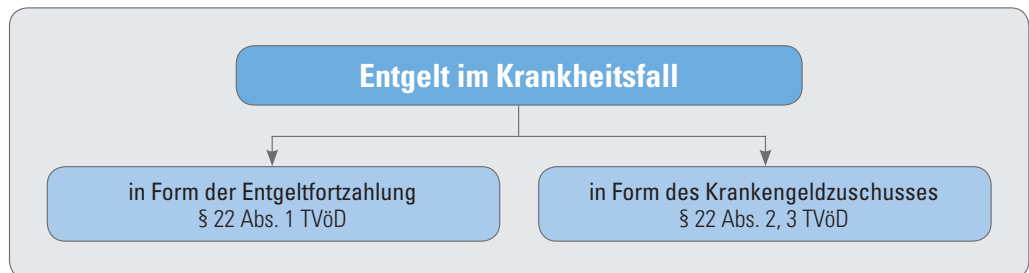 Entgelt im Krankheitsfall
in Form der Entgeltfortzahlung
§ 22 Abs. 1 TVöD
in Form des Krankengeldzuschusses
§ 22 Abs. 2, 3 TVöD